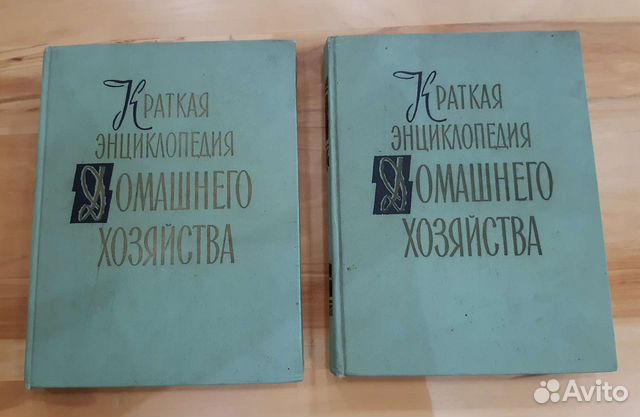 Краткая
энциклопедия
Домашнего
хозяйства
Краткая
энциклопедия
Домашнего
хозяйства
Avito